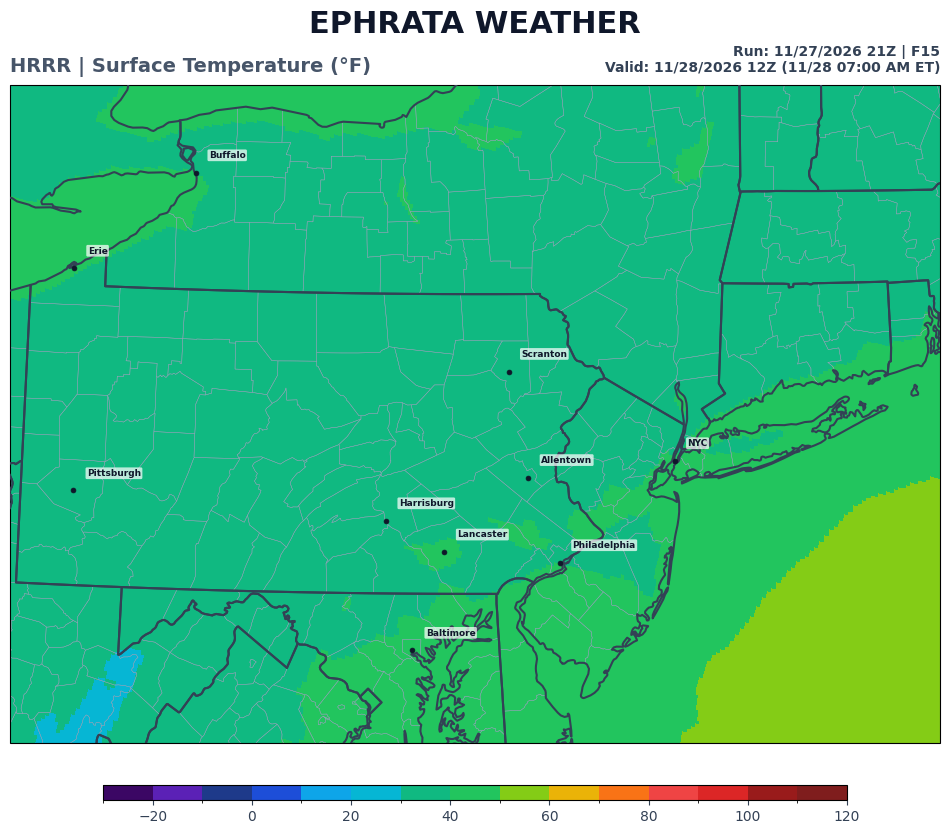 EPHRATA WEATHER
HRRR | Surface Temperature (°F)
Run: 11/27/2026 21Z | F15
Valid: 11/28/2026 12Z (11/28 07:00 AM ET)
Buffalo
Erie
Scranton
NYC
Allentown
Pittsburgh
Harrisburg
Lancaster
Philadelphia
Baltimore
−20 0 20 40 60 80 100 120